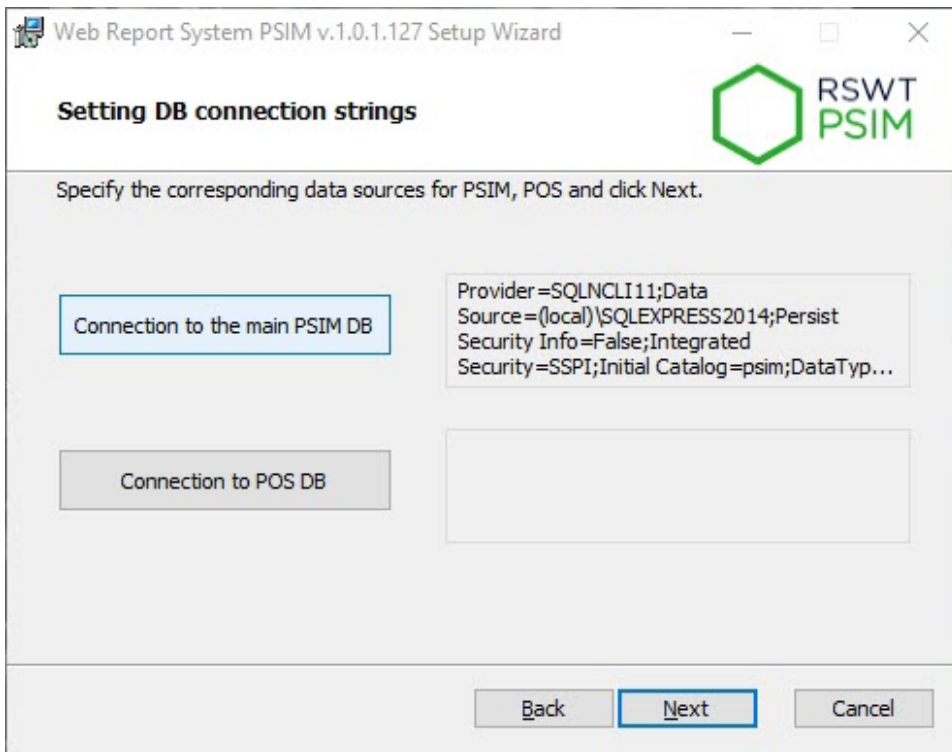 Web Report System PSIM v.1.0.1.127 Setup Wizard
Setting DB connection strings
RSWT
PSIM
Specify the corresponding data sources for PSIM, POS and click Next.
Connection to the main PSIM DB
Provider=SQLNCLI11;Data
Source=(local)\SQLEXPRESS2014;Persist
Security Info=False;Integrated
Security=SSPI;Initial Catalog=psim;DataTyp...
Connection to POS DB
Back
Next
Cancel